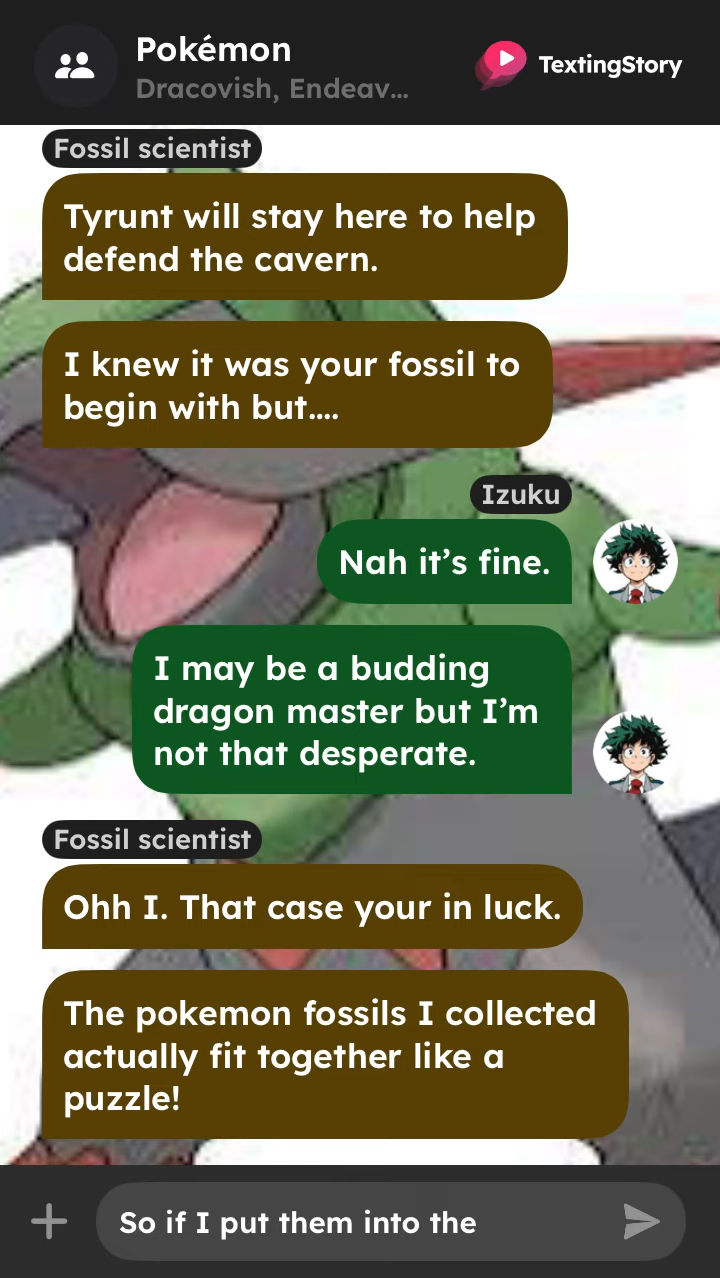 Pokémon
Dracovish, Endeav...
TextingStory
Fossil scientist
Tyrunt will stay here to help
defend the cavern.
I knew it was your fossil to
begin with but....
Izuku
Nah it's fine.
I may be a budding
dragon master but I'm
not that desperate.
Fossil scientist
Ohh I. That case your in luck.
The pokemon fossils I collected
actually fit together like a
puzzle!
So if I put them into the